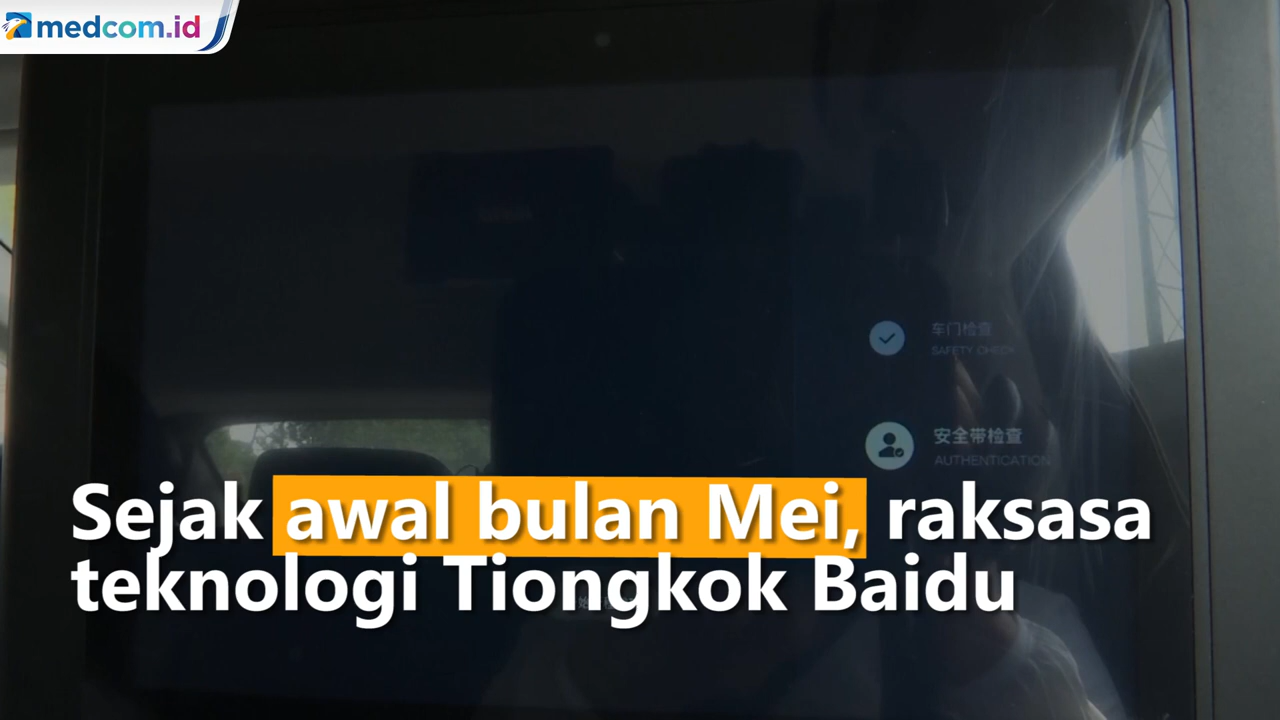 medcom.id
车门检查
SAFETY CHECK
安全带检查
AUTHENTICATION
Sejak awal bulan Mei, raksasa
teknologi Tiongkok Baidu